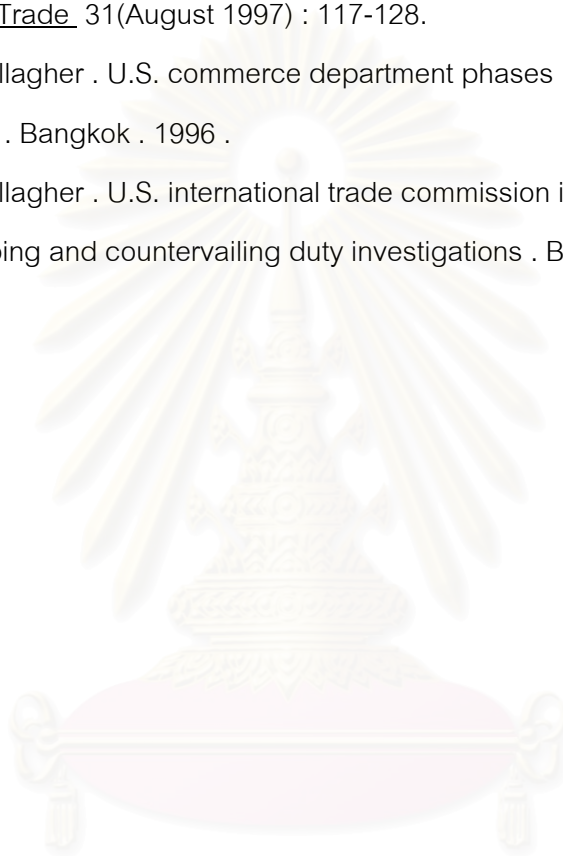 Trade 31(August 1997) : 117-128.
llagher . U.S. commerce department phases
. Bangkok . 1996 .
llagher . U.S. international trade commission i
ing and countervailing duty investigations . B